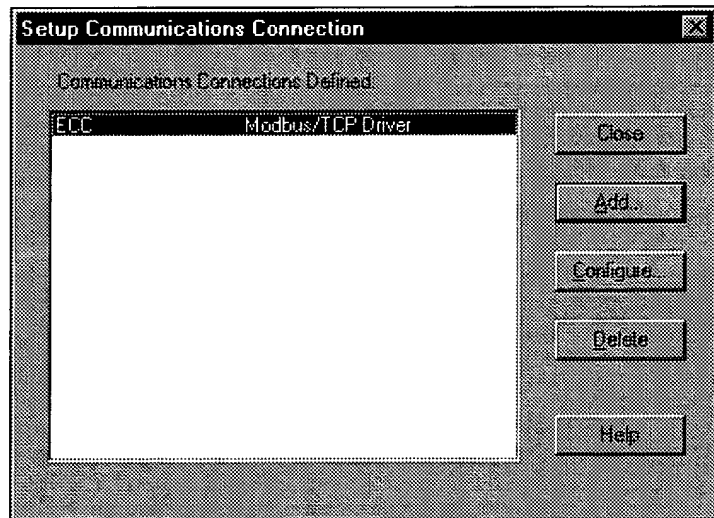 Setup Communications Connection
Communications Connections Defined:
ECC Modbus/TCP Driver
Close
Add...
Configure...
Delete
Help